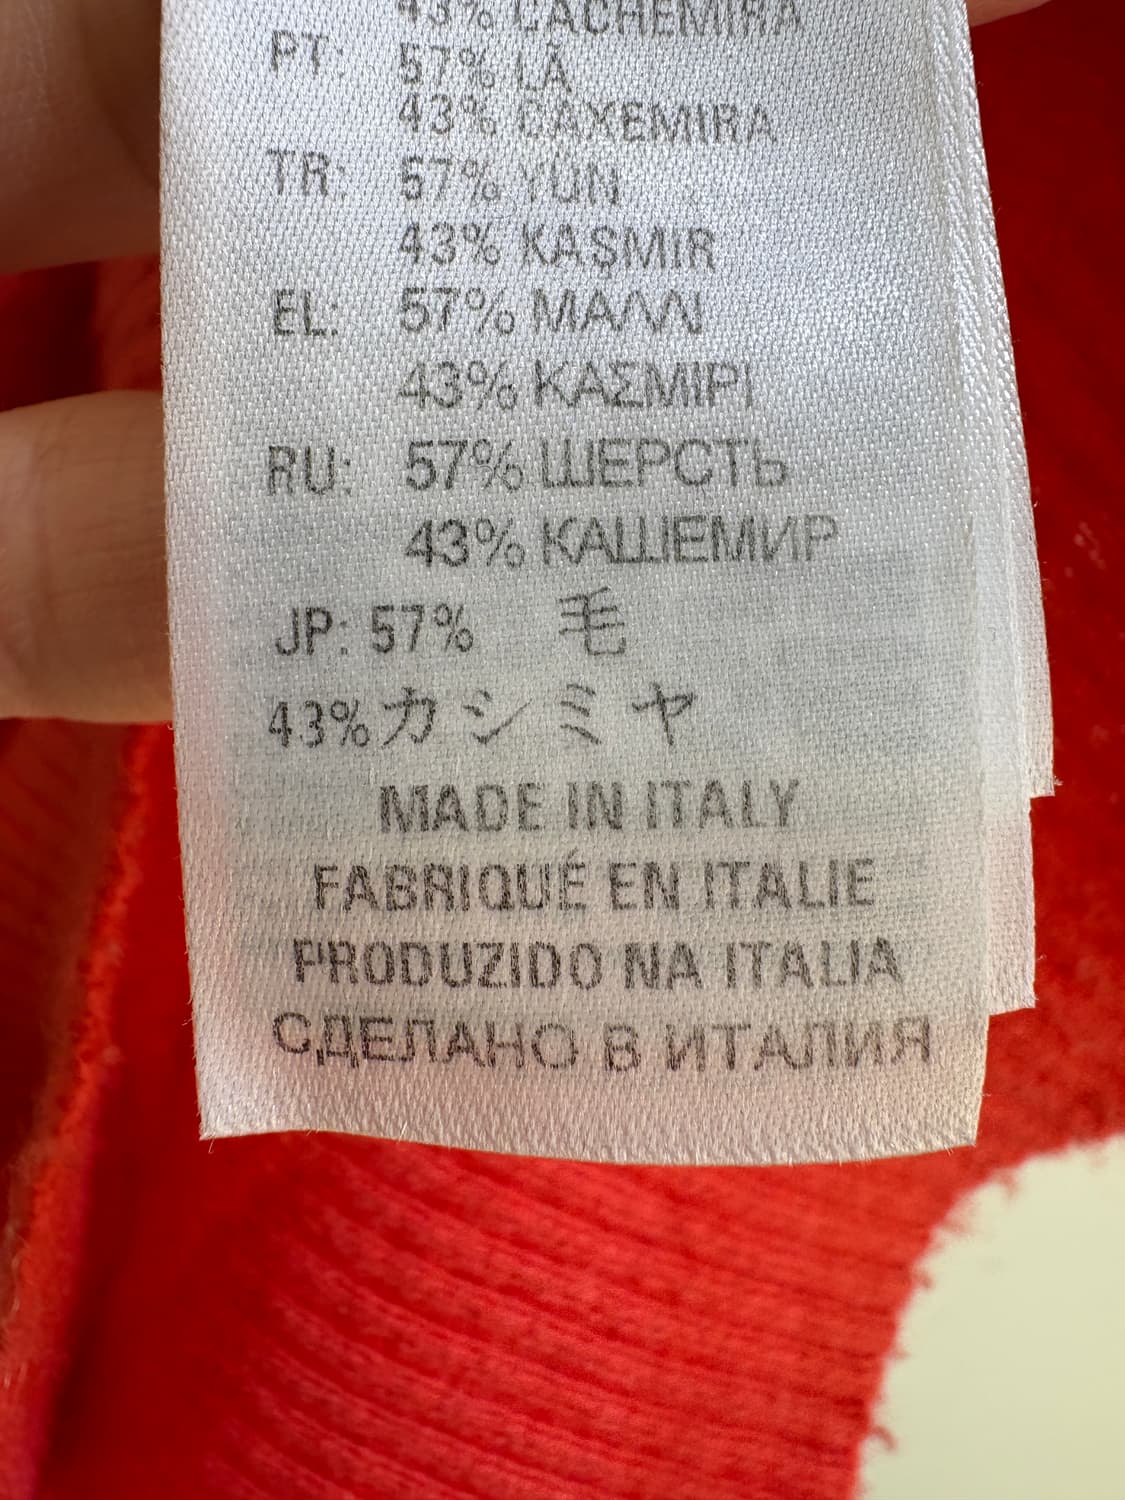 43% CACHEMIRA
PT: 57% LÃ
43% CAXEMIRA
TR: 57% YÜN
43% KAŞMIR
EL: 57% ΜΑΛΛΙ
43% ΚΑΣΜΙΡΙ
RU: 57% ШЕРСТЬ
43% КАШЕМИР
JP: 57% 毛
43% カシミヤ
MADE IN ITALY
FABRIQUÉ EN ITALIE
PRODUZIDO NA ITALIA
СДЕЛАНО В ИТАЛИЯ